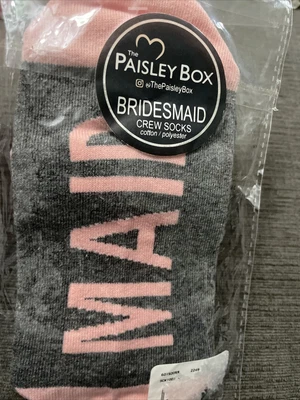 The
PAISLEY BOX
@ThePaisleyBox
BRIDESMAID
CREW SOCKS
cotton / polyester
MAID